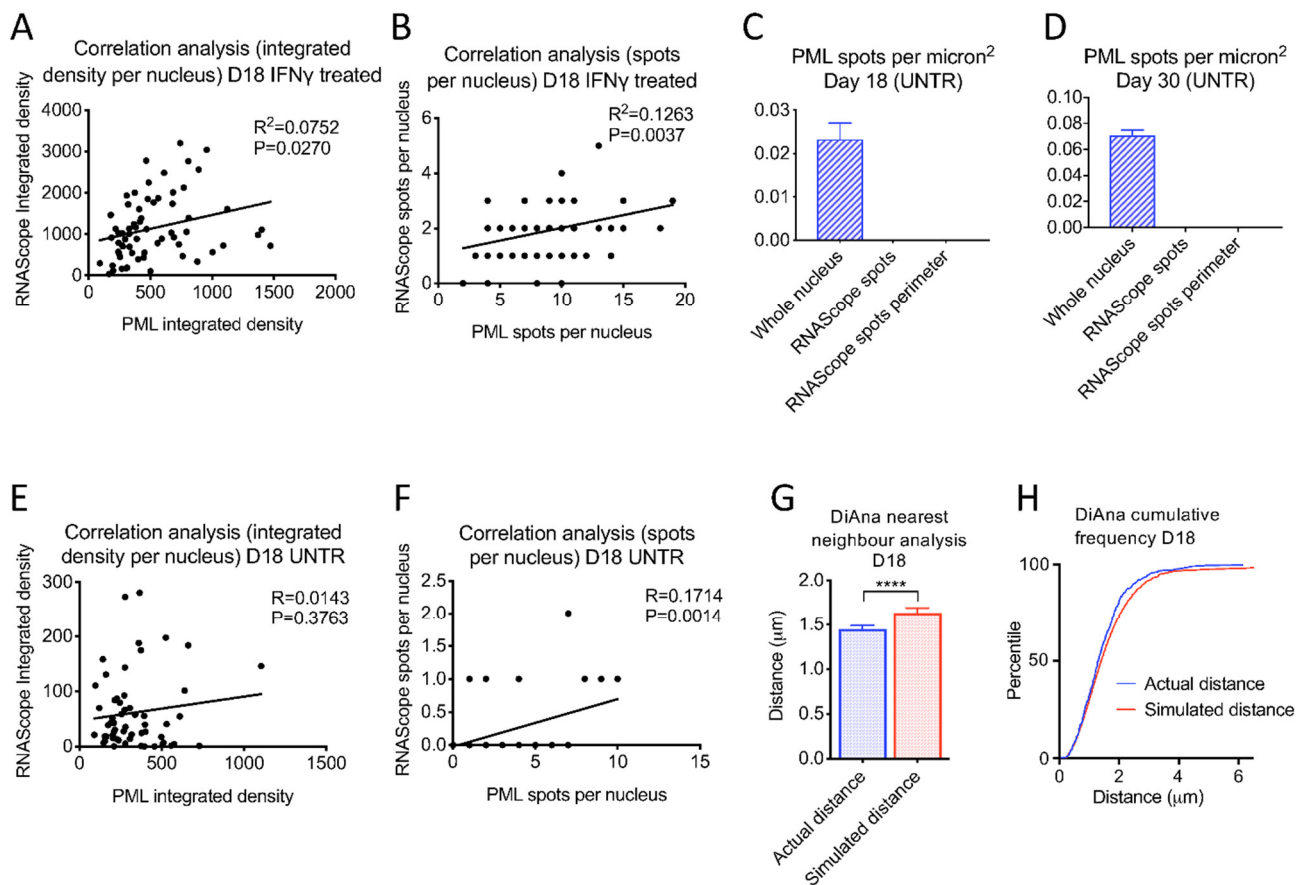 A
Correlation analysis (integrated
density per nucleus) D18 IFNγ treated
R²=0.0752
P=0.0270
RNAScope Integrated density
4000
3000
2000
1000
0
0 500 1000 1500 2000
PML integrated density
B
Correlation analysis (spots
per nucleus) D18 IFNγ treated
R²=0.1263
P=0.0037
RNAScope spots per nucleus
6
4
2
0
0 5 10 15 20
PML spots per nucleus
C
PML spots per micron²
Day 18 (UNTR)
0.03
0.02
0.01
0.00
Whole nucleus
RNAScope spots
RNAScope spots perimeter
D
PML spots per micron²
Day 30 (UNTR)
0.10
0.08
0.06
0.04
0.02
0.00
Whole nucleus
RNAScope spots
RNAScope spots perimeter
E
Correlation analysis (integrated
density per nucleus) D18 UNTR
R=0.0143
P=0.3763
RNAScope Integrated density
300
200
100
0
0 500 1000 1500
PML integrated density
F
Correlation analysis (spots
per nucleus) D18 UNTR
R=0.1714
P=0.0014
RNAScope spots per nucleus
2.5
2.0
1.5
1.0
0.5
0.0
0 5 10 15
PML spots per nucleus
G
DiAna nearest
neighbour analysis
D18
****
Distance (μm)
2.0
1.5
1.0
0.5
0.0
Actual distance
Simulated distance
H
DiAna cumulative
frequency D18
Percentile
100
50
0
Actual distance
Simulated distance
0 2 4 6
Distance (μm)